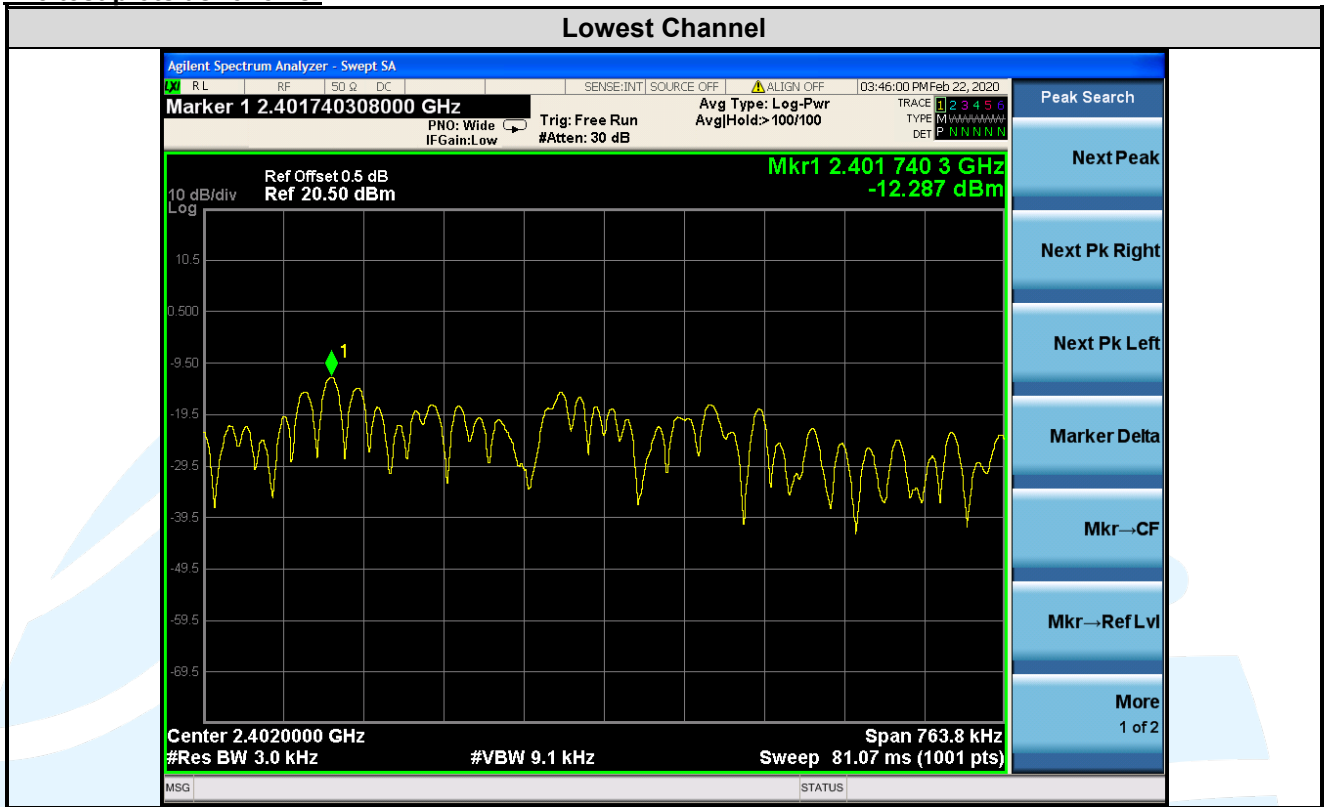 Lowest Channel
Agilent Spectrum Analyzer - Swept SA
LXI RL RF 50 Ω DC SENSE:INT SOURCE OFF ALIGN OFF 03:46:00 PM Feb 22, 2020
Marker 1 2.401740308000 GHz
PNO: Wide
IFGain:Low
Trig: Free Run
#Atten: 30 dB
Avg Type: Log-Pwr
Avg|Hold:>100/100
TRACE 1 2 3 4 5 6
TYPE M
DET P N N N N N
Mkr1 2.401 740 3 GHz
-12.287 dBm
Ref Offset 0.5 dB
10 dB/div Ref 20.50 dBm
Log
10.5
0.500
-9.50
-19.5
-29.5
-39.5
-49.5
-59.5
-69.5
1
Center 2.4020000 GHz Span 763.8 kHz
#Res BW 3.0 kHz #VBW 9.1 kHz Sweep 81.07 ms (1001 pts)
MSG STATUS
Peak Search
Next Peak
Next Pk Right
Next Pk Left
Marker Delta
Mkr→CF
Mkr→Ref Lvl
More
1 of 2